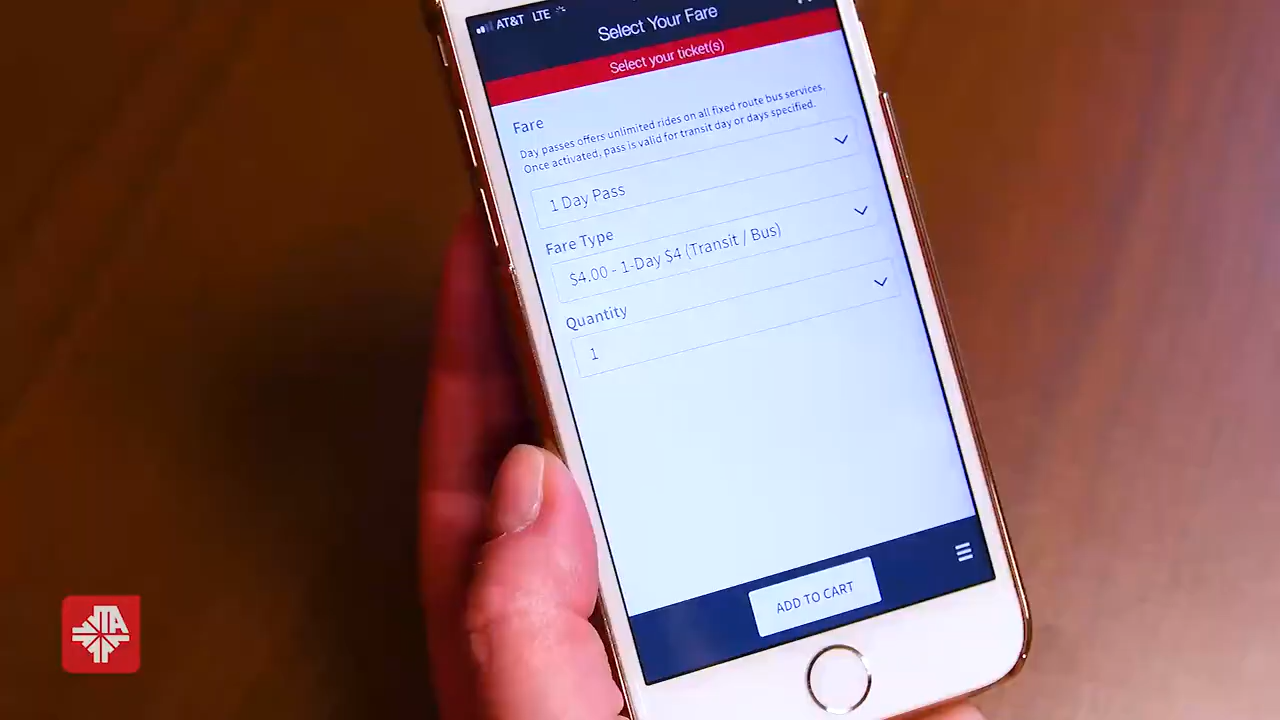 AT&T LTE
Select Your Fare
Select your ticket(s)
Fare
Day passes offers unlimited rides on all fixed route bus services.
Once activated, pass is valid for transit day or days specified.
1 Day Pass
Fare Type
$4.00 - 1-Day $4 (Transit / Bus)
Quantity
1
ADD TO CART
JTA